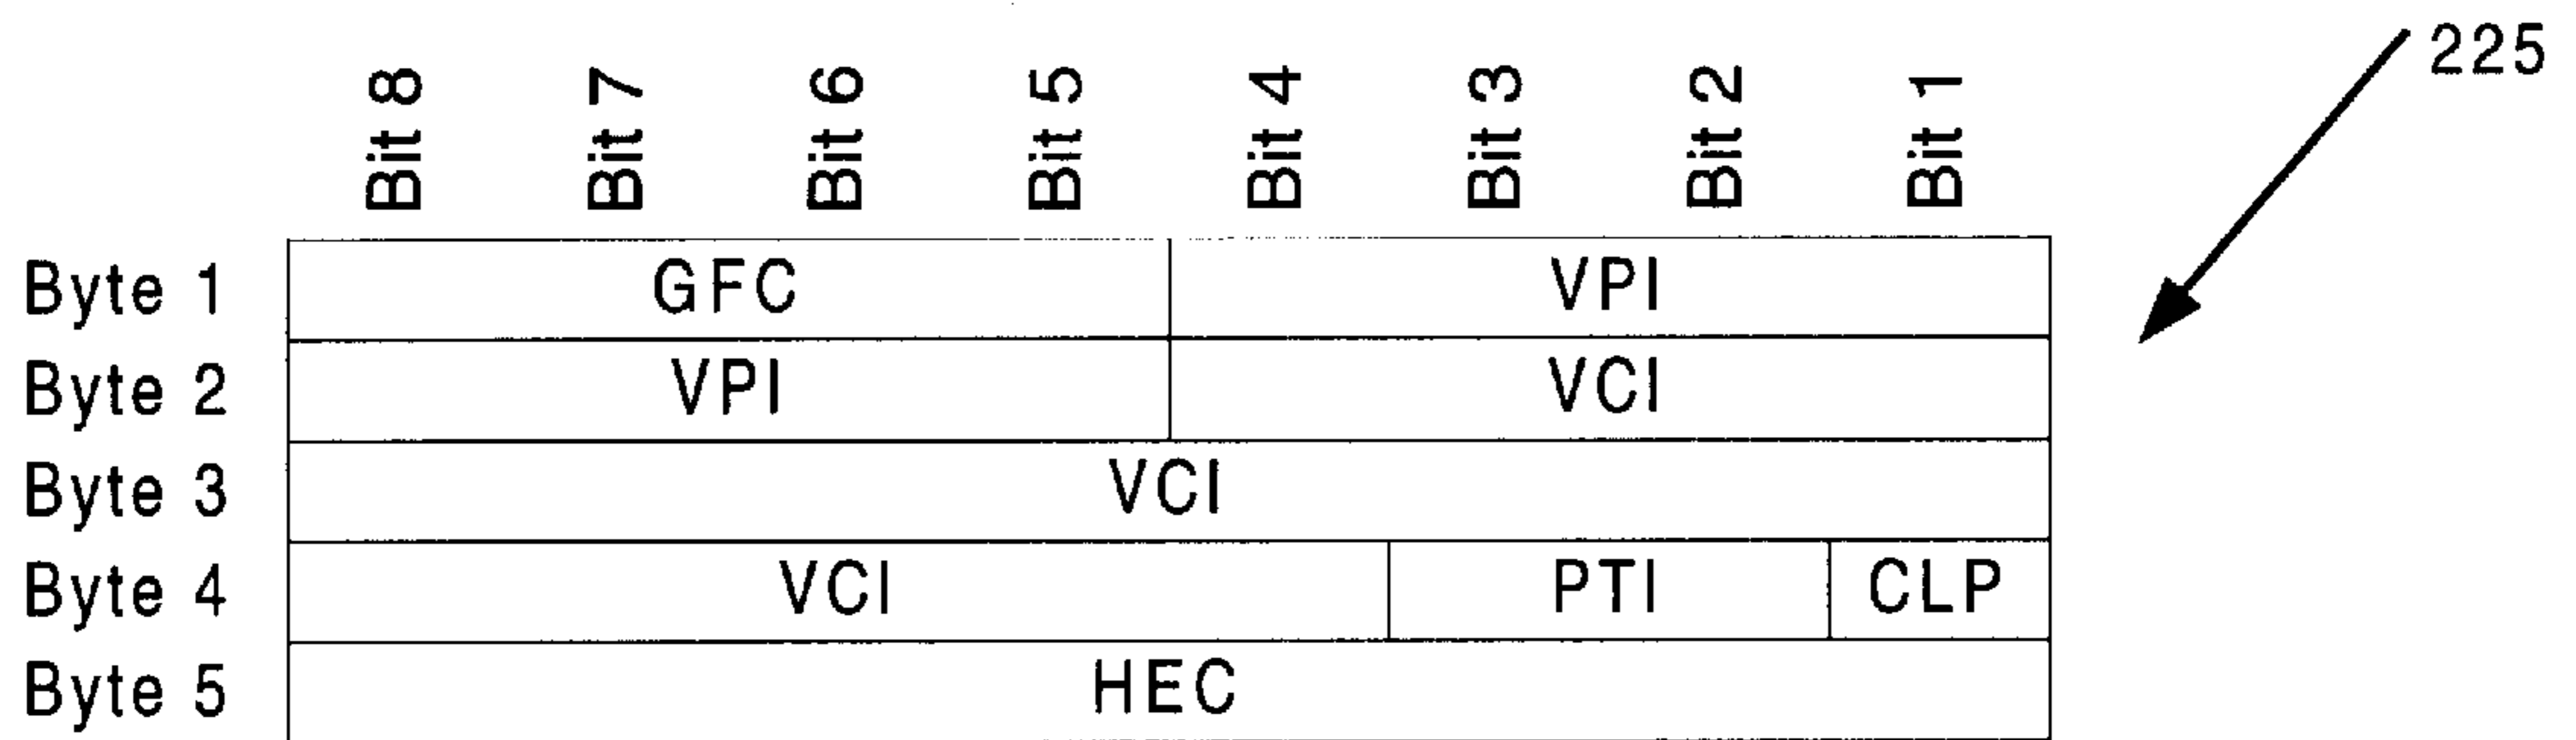 225
Bit 8 Bit 7 Bit 6 Bit 5 Bit 4 Bit 3 Bit 2 Bit 1
Byte 1 GFC VPI
Byte 2 VPI VCI
Byte 3 VCI
Byte 4 VCI PTI CLP
Byte 5 HEC